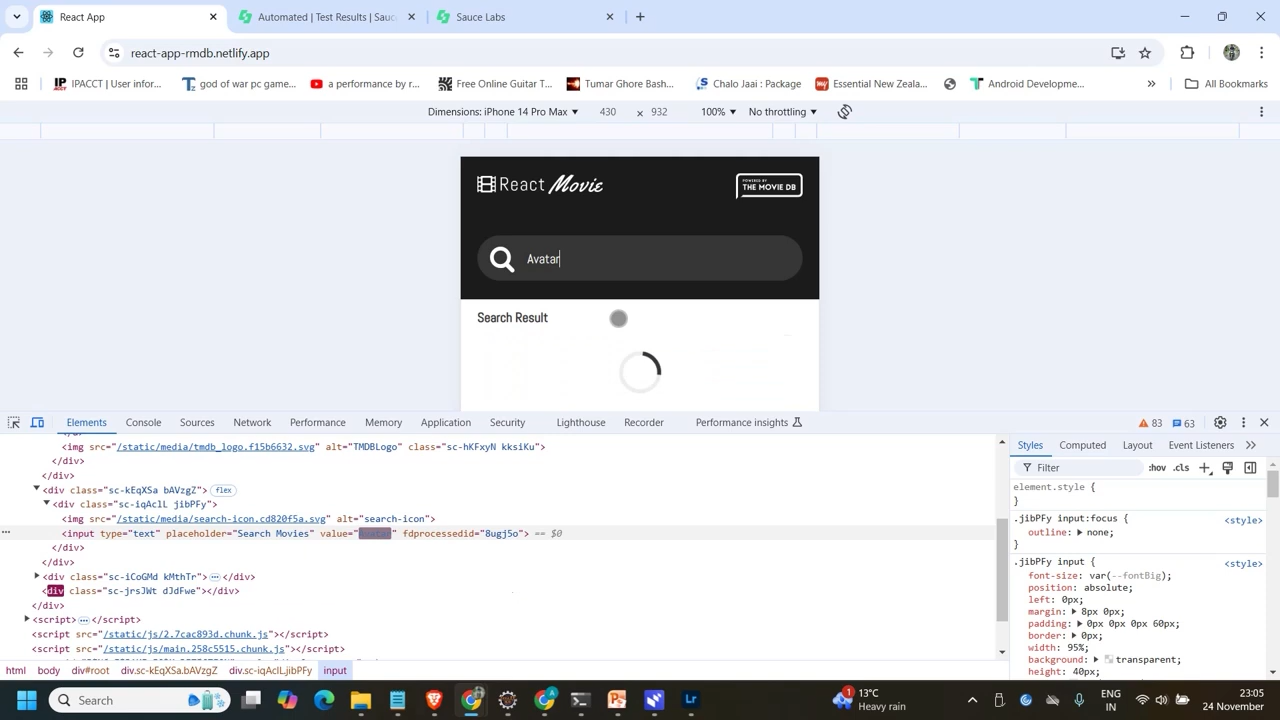 React App
Automated | Test Results | Sauc
Sauce Labs
react-app-rmdb.netlify.app
IPACCT | User infor...
god of war pc game...
a performance by r...
Free Online Guitar T...
Tumar Ghore Bash...
Chalo Jaai : Package
Essential New Zeala...
Android Developme...
All Bookmarks
Dimensions: iPhone 14 Pro Max
430 × 932
100%
No throttling
React Movie
POWERED BY
THE MOVIE DB
Avatar
Search Result
Elements
Console
Sources
Network
Performance
Memory
Application
Security
Lighthouse
Recorder
Performance insights
83
63
<img src="/static/media/tmdb_logo.f15b6632.svg" alt="TMDBLogo" class="sc-hKFxyN kksiKu">
</div>
</div>
<div class="sc-kEqXSa bAVzgZ"> flex
<div class="sc-iqAclL jibPFy">
<img src="/static/media/search-icon.cd820f5a.svg" alt="search-icon">
<input type="text" placeholder="Search Movies" value=" " fdprocessedid="8ugj5o"> == $0
</div>
</div>
<div class="sc-iCoGMd kMthTr"> … </div>
<div class="sc-jrsJWt dJdFwe"></div>
</div>
<script> … </script>
<script src="/static/js/2.7cac893d.chunk.js"></script>
<script src="/static/js/main.258c5515.chunk.js"></script>
html
body
div#root
div.sc-kEqXSa.bAVzgZ
div.sc-iqAclL.jibPFy
input
Styles
Computed
Layout
Event Listeners
Filter
:hov .cls
element.style {
}
.jibPFy input:focus { <style>
outline: none;
}
.jibPFy input { <style>
font-size: var(--fontBig);
position: absolute;
left: 0px;
margin: 8px 0px;
padding: 0px 0px 0px 60px;
border: 0px;
width: 95%;
background: transparent;
height: 40px;
Search
1
13°C
Heavy rain
ENG
IN
23:05
24 November